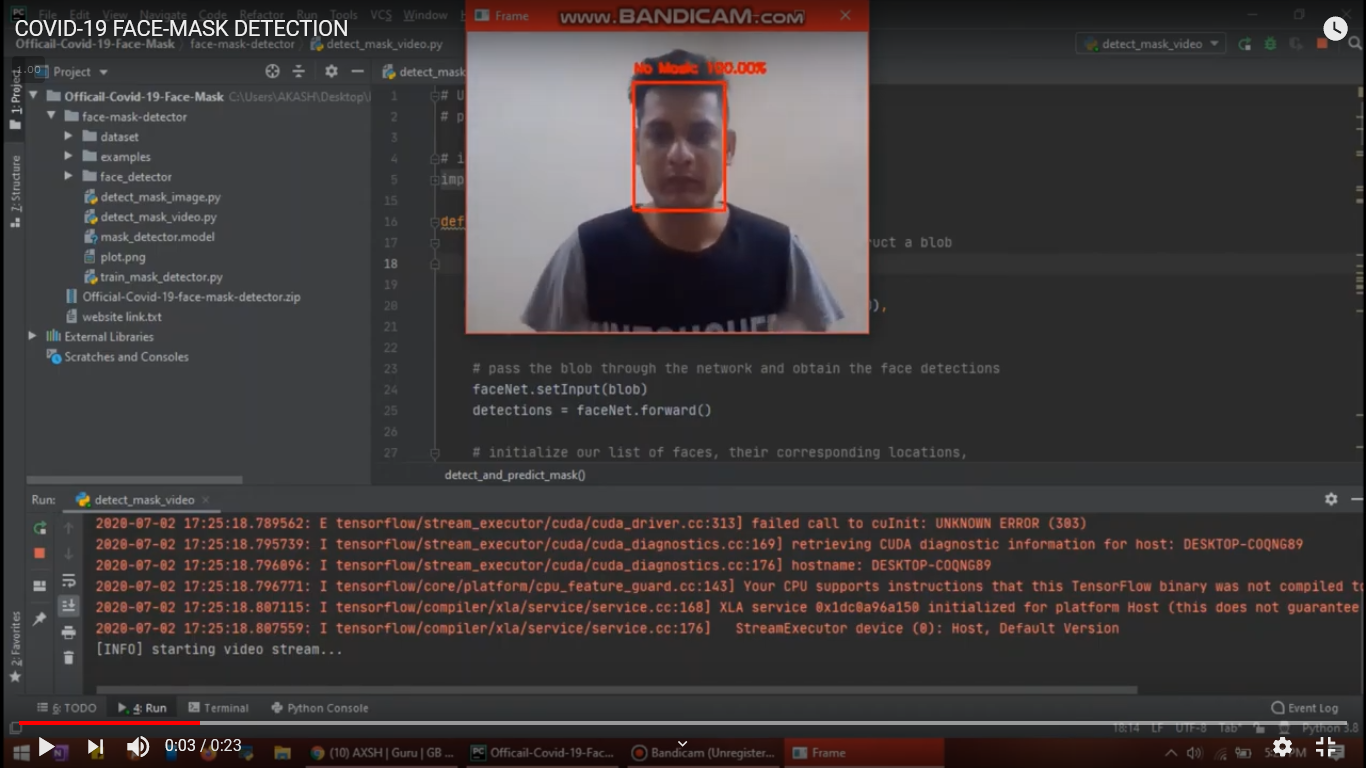 COVID-19 FACE-MASK DETECTION
File Edit View Navigate Code Refactor Run Tools VCS Window
Frame
www.BANDICAM.com
Officail-Covid-19-Face-Mask
face-mask-detector
detect_mask_video.py
detect_mask_video
1: Project
Project
detect_mask
No Mask: 100.00%
Officail-Covid-19-Face-Mask C:\Users\AKASH\Desktop\
face-mask-detector
dataset
examples
face_detector
detect_mask_image.py
detect_mask_video.py
mask_detector.model
plot.png
train_mask_detector.py
Official-Covid-19-face-mask-detector.zip
website link.txt
External Libraries
Scratches and Consoles
7: Structure
1 # U
2 # p
3
4 # i
5 imp
15
16 def
17 ruct a blob
18
19
20 ),
21
22
23 # pass the blob through the network and obtain the face detections
24 faceNet.setInput(blob)
25 detections = faceNet.forward()
26
27 # initialize our list of faces, their corresponding locations,
detect_and_predict_mask()
Run: detect_mask_video
2020-07-02 17:25:18.789562: E tensorflow/stream_executor/cuda/cuda_driver.cc:313] failed call to cuInit: UNKNOWN ERROR (303)
2020-07-02 17:25:18.795739: I tensorflow/stream_executor/cuda/cuda_diagnostics.cc:169] retrieving CUDA diagnostic information for host: DESKTOP-COQNG89
2020-07-02 17:25:18.796096: I tensorflow/stream_executor/cuda/cuda_diagnostics.cc:176] hostname: DESKTOP-COQNG89
2020-07-02 17:25:18.796771: I tensorflow/core/platform/cpu_feature_guard.cc:143] Your CPU supports instructions that this TensorFlow binary was not compiled to
2020-07-02 17:25:18.807115: I tensorflow/compiler/xla/service/service.cc:168] XLA service 0x1dc0a96a150 initialized for platform Host (this does not guarantee
2020-07-02 17:25:18.807559: I tensorflow/compiler/xla/service/service.cc:176] StreamExecutor device (0): Host, Default Version
[INFO] starting video stream...
2: Favorites
6: TODO
4: Run
Terminal
Python Console
Event Log
18:14 LF UTF-8 Tab* Python 3.8
0:03 / 0:23
(10) AXSH | Guru | GB ...
Officail-Covid-19-Fac...
Bandicam (Unregister...
Frame